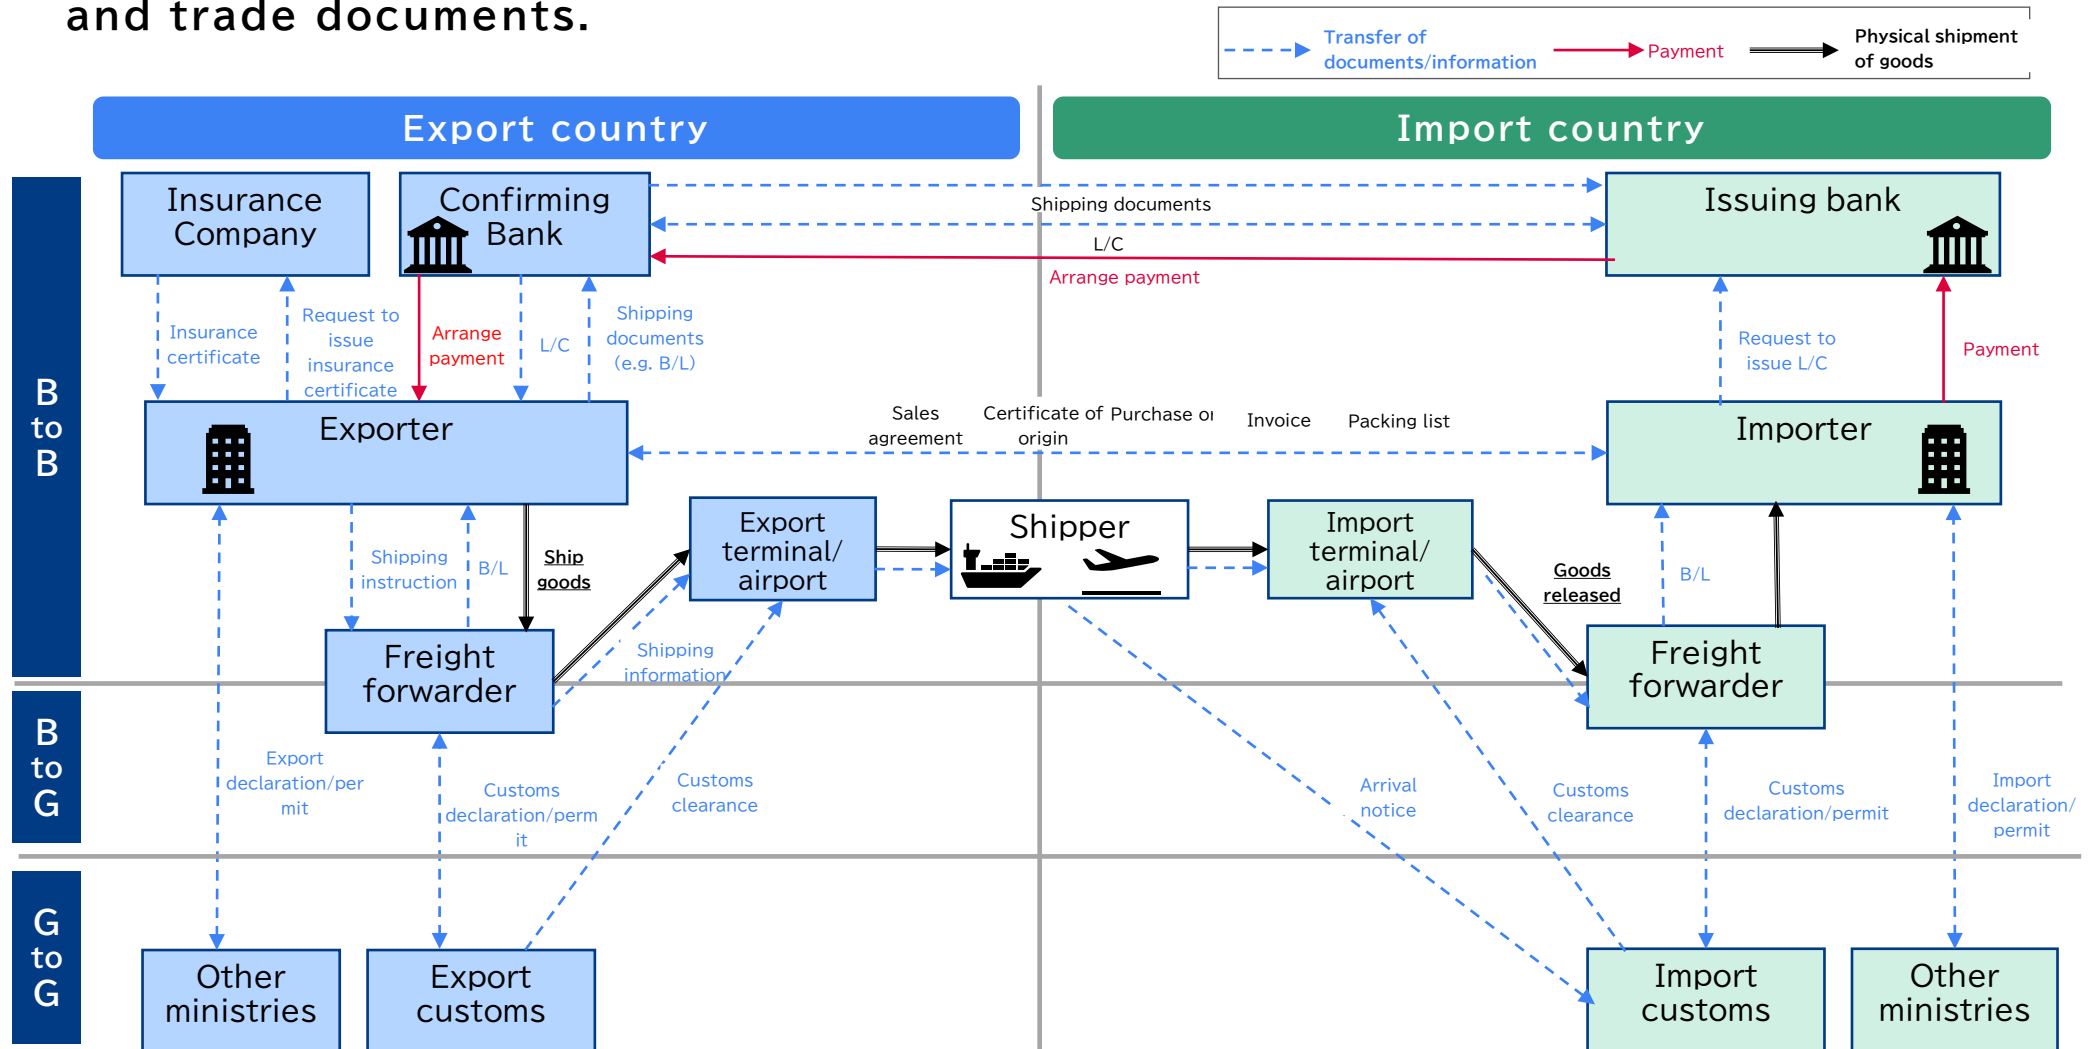 and trade documents.
Transfer of
documents/information
Payment
Physical shipment
of goods
Export country
Import country
B
to
B
Insurance
Company
Confirming
Bank
Issuing bank
Shipping documents
L/C
Arrange payment
Insurance
certificate
Request to
issue
insurance
certificate
Arrange
payment
L/C
Shipping
documents
(e.g. B/L)
Request to
issue L/C
Payment
Exporter
Sales
agreement
Certificate of
origin
Purchase or
Invoice
Packing list
Importer
Shipping
instruction
B/L
Ship
goods
Export
terminal/
airport
Shipper
Import
terminal/
airport
Goods
released
B/L
Freight
forwarder
Shipping
information
Freight
forwarder
B
to
G
Export
declaration/per
mit
Customs
declaration/perm
it
Customs
clearance
Arrival
notice
Customs
clearance
Customs
declaration/permit
Import
declaration/
permit
G
to
G
Other
ministries
Export
customs
Import
customs
Other
ministries